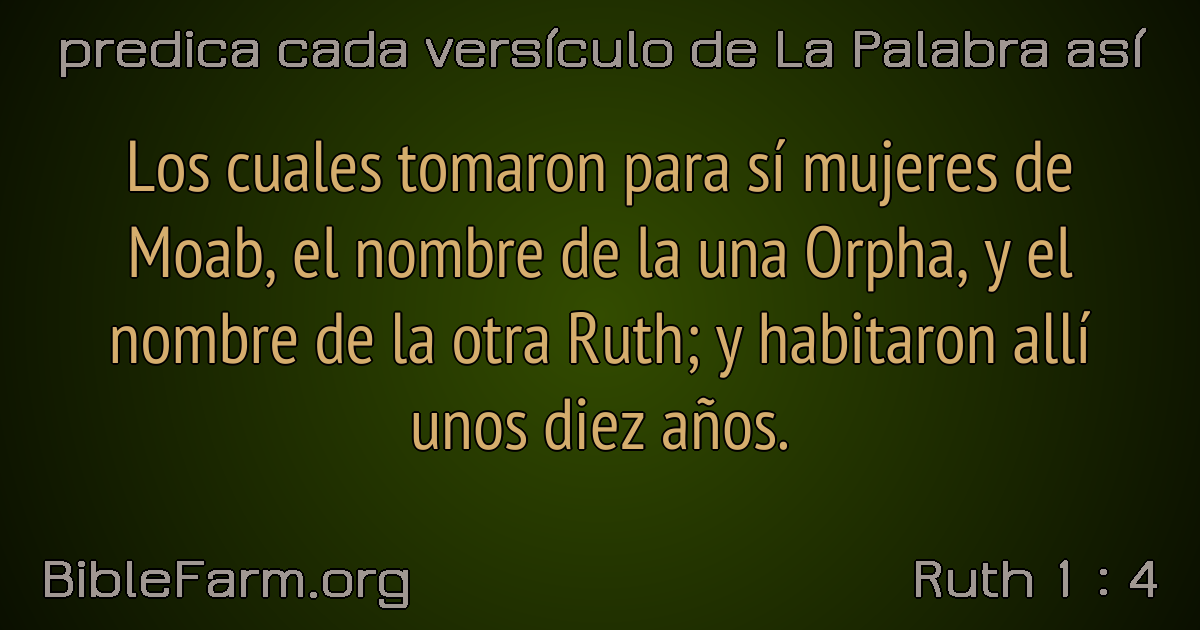 predica cada versículo de La Palabra así
Los cuales tomaron para sí mujeres de
Moab, el nombre de la una Orpha, y el
nombre de la otra Ruth; y habitaron allí
unos diez años.
BibleFarm.org
Ruth 1 : 4